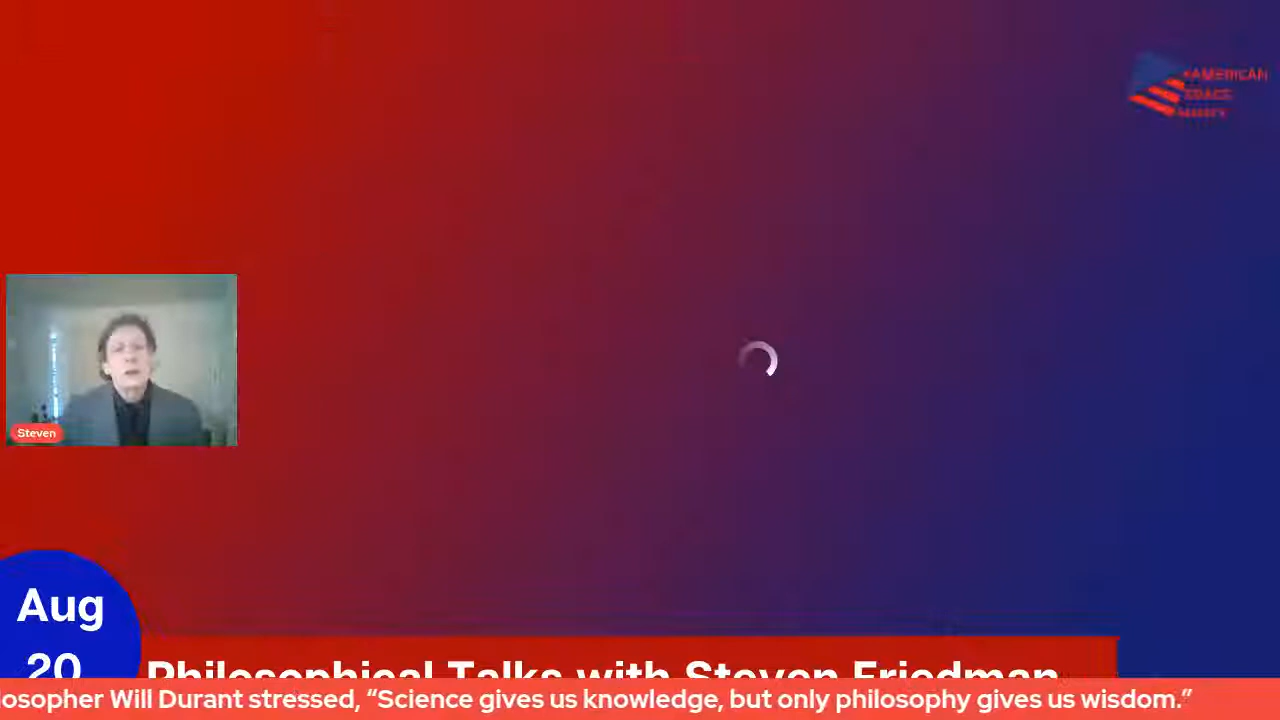 AMERICAN
SPACE
Steven
Aug
20
Philosophical Talks with Steven Friedman
losopher Will Durant stressed, “Science gives us knowledge, but only philosophy gives us wisdom.”